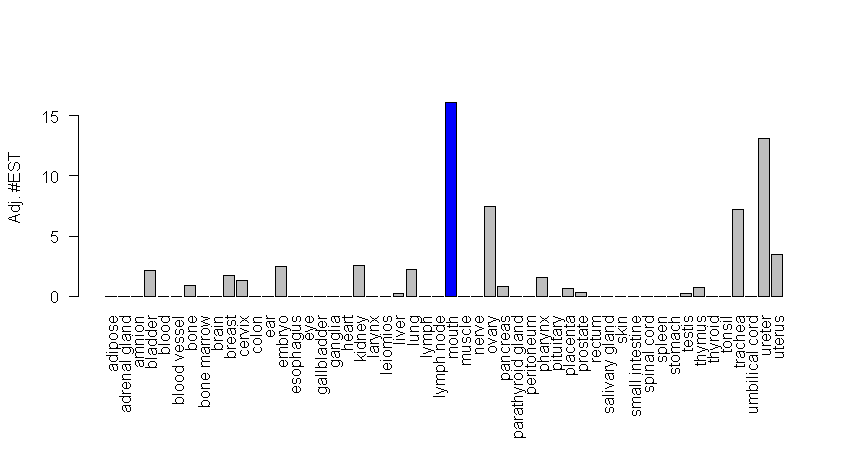 Adj. #EST
15
10
5
0
adipose
adrenal gland
amnion
bladder
blood
blood vessel
bone
bone marrow
brain
breast
cervix
colon
ear
embryo
esophagus
eye
gallbladder
ganglia
heart
kidney
larynx
leiomios
liver
lung
lymph
lymph node
mouth
muscle
nerve
ovary
pancreas
parathyroid gland
peritoneum
pharynx
pituitary
placenta
prostate
rectum
salivary gland
skin
small intestine
spinal cord
spleen
stomach
testis
thymus
thyroid
tonsil
trachea
umbilical cord
ureter
uterus